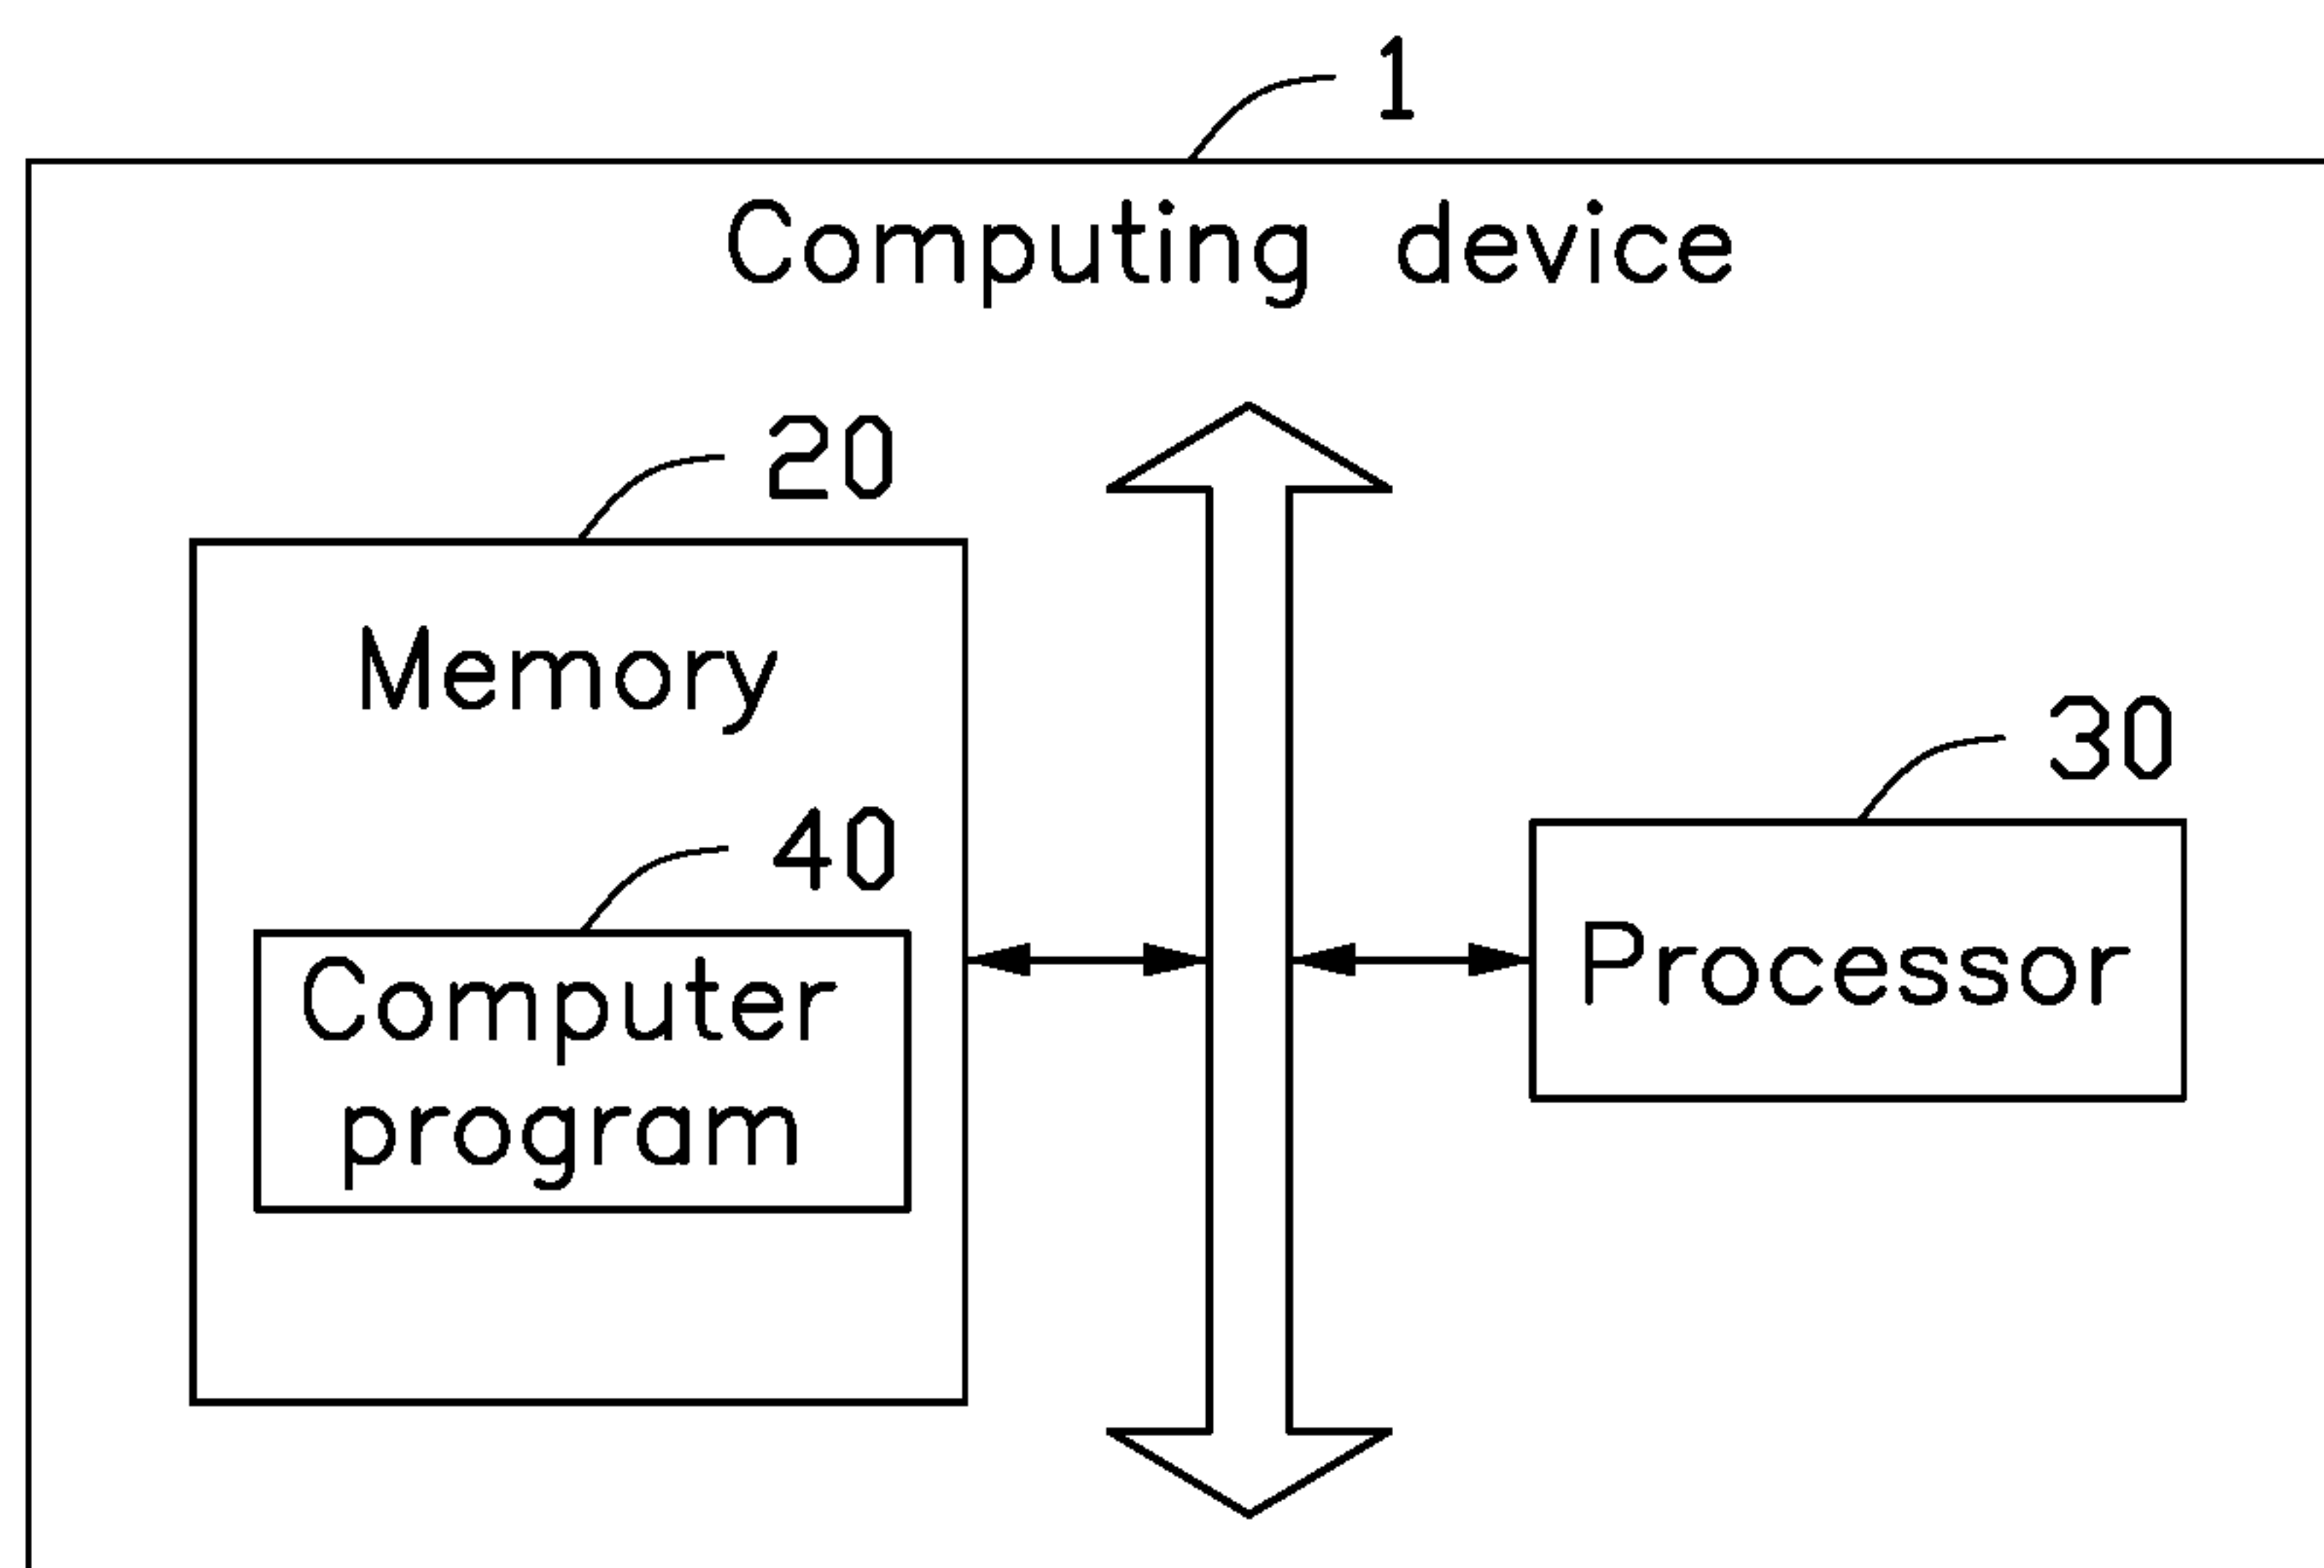 1
Computing device
20
Memory
30
40
Computer
program
Processor